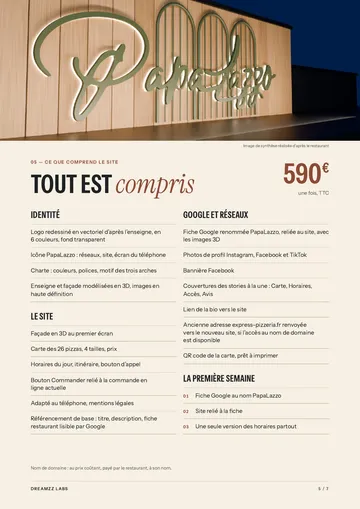 PapaLazzo
Image de synthèse réalisée d'après le restaurant
05 — CE QUE COMPREND LE SITE
TOUT EST compris
590€
une fois, TTC
IDENTITÉ
Logo redessiné en vectoriel d'après l'enseigne, en
6 couleurs, fond transparent
Icône PapaLazzo : réseaux, site, écran du téléphone
Charte : couleurs, polices, motif des trois arches
Enseigne et façade modélisées en 3D, images en
haute définition
LE SITE
Façade en 3D au premier écran
Carte des 26 pizzas, 4 tailles, prix
Horaires du jour, itinéraire, bouton d'appel
Bouton Commander relié à la commande en
ligne actuelle
Adapté au téléphone, mentions légales
Référencement de base : titre, description, fiche
restaurant lisible par Google
GOOGLE ET RÉSEAUX
Fiche Google renommée PapaLazzo, reliée au site, avec
les images 3D
Photos de profil Instagram, Facebook et TikTok
Bannière Facebook
Couvertures des stories à la une : Carte, Horaires,
Accès, Avis
Lien de la bio vers le site
Ancienne adresse express-pizzeria.fr renvoyée
vers le nouveau site, si l'accès au nom de domaine
est disponible
QR code de la carte, prêt à imprimer
LA PREMIÈRE SEMAINE
01 Fiche Google au nom PapaLazzo
02 Site relié à la fiche
03 Une seule version des horaires partout
Nom de domaine : au prix coûtant, payé par le restaurant, à son nom.
DREAMZZ LABS
5 / 7